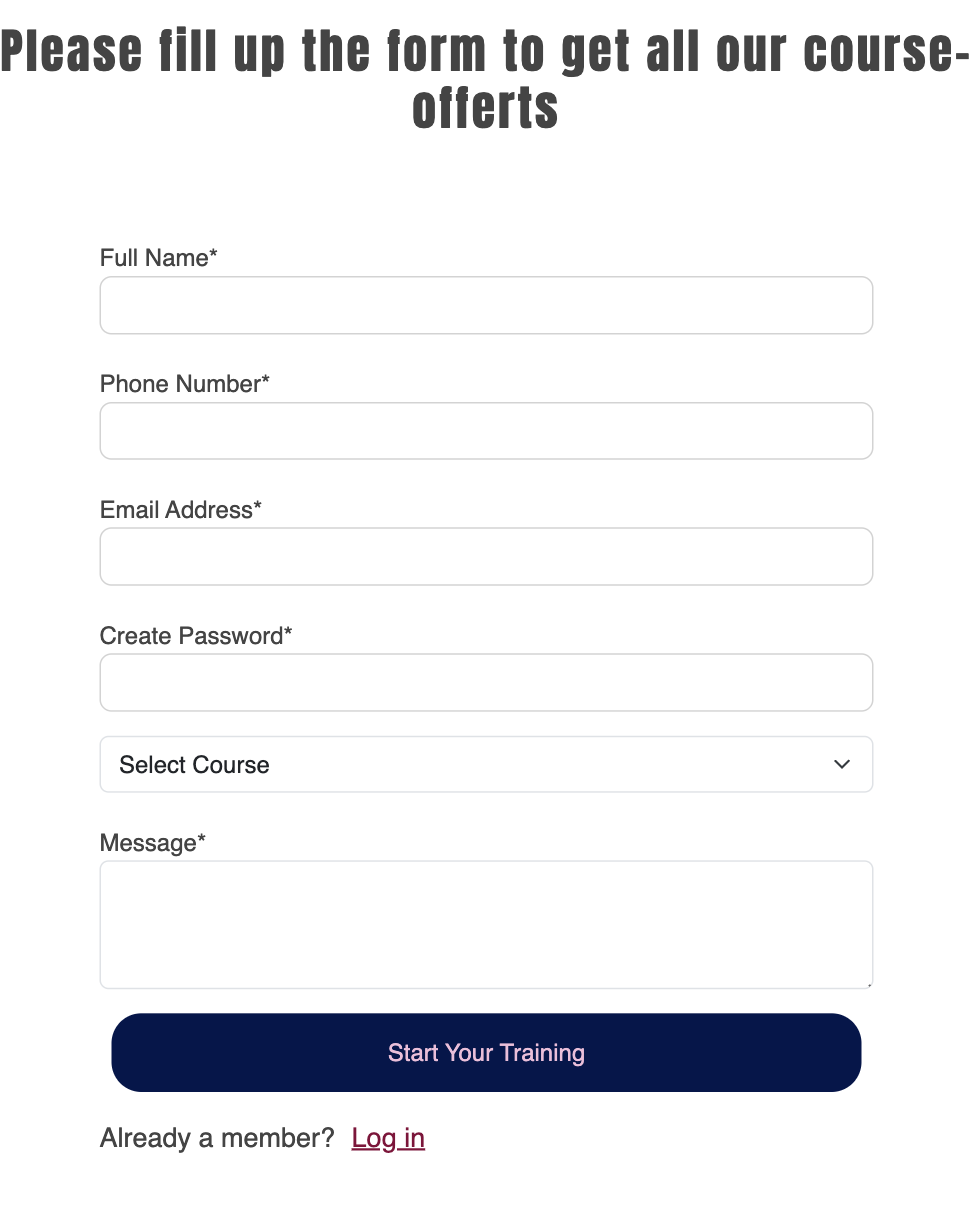 Please fill up the form to get all our course-
offerts
Full Name*
Phone Number*
Email Address*
Create Password*
Select Course
Message*
Start Your Training
Already a member? Log in